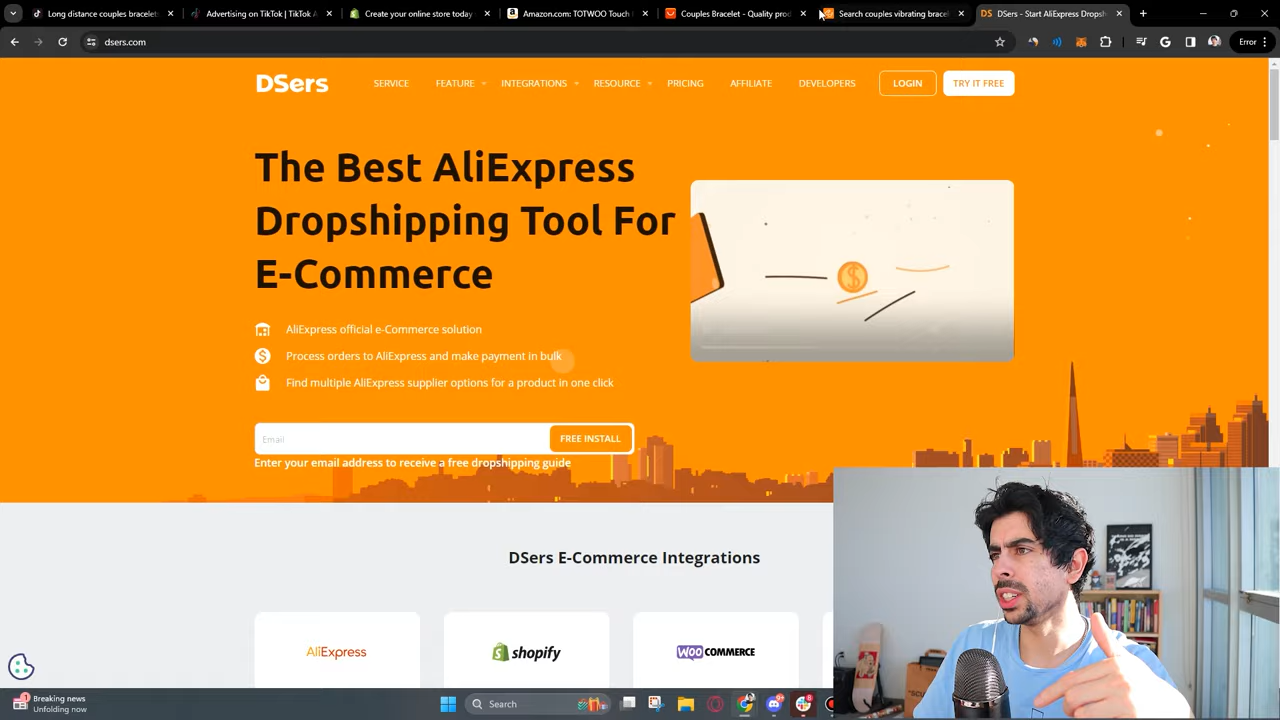 Long distance couples bracelets
Advertising on TikTok | TikTok A
Create your online store today
Amazon.com: TOTWOO Touch
Couples Bracelet - Quality prod
Search couples vibrating bracel
DSers - Start AliExpress Dropsh
dsers.com
Error
DSers
SERVICE
FEATURE
INTEGRATIONS
RESOURCE
PRICING
AFFILIATE
DEVELOPERS
LOGIN
TRY IT FREE
The Best AliExpress
Dropshipping Tool For
E-Commerce
AliExpress official e-Commerce solution
Process orders to AliExpress and make payment in bulk
Find multiple AliExpress supplier options for a product in one click
Email
FREE INSTALL
Enter your email address to receive a free dropshipping guide
DSers E-Commerce Integrations
AliExpress
shopify
WOO COMMERCE
Breaking news
Unfolding now
Search